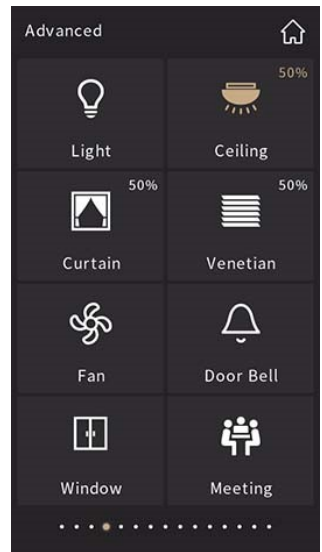 Advanced
50%
Light
Ceiling
50%
50%
Curtain
Venetian
Fan
Door Bell
Window
Meeting